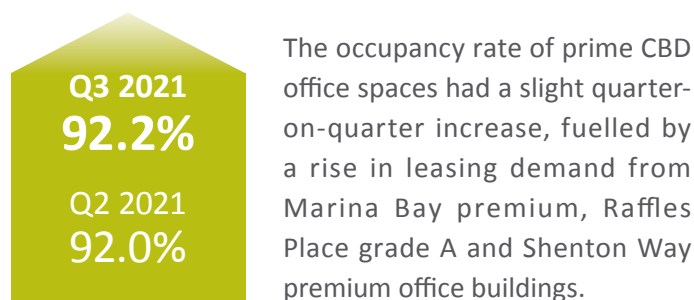 Q3 2021
92.2%
Q2 2021
92.0%
The occupancy rate of prime CBD
office spaces had a slight quarter-
on-quarter increase, fuelled by
a rise in leasing demand from
Marina Bay premium, Raffles
Place grade A and Shenton Way
premium office buildings.